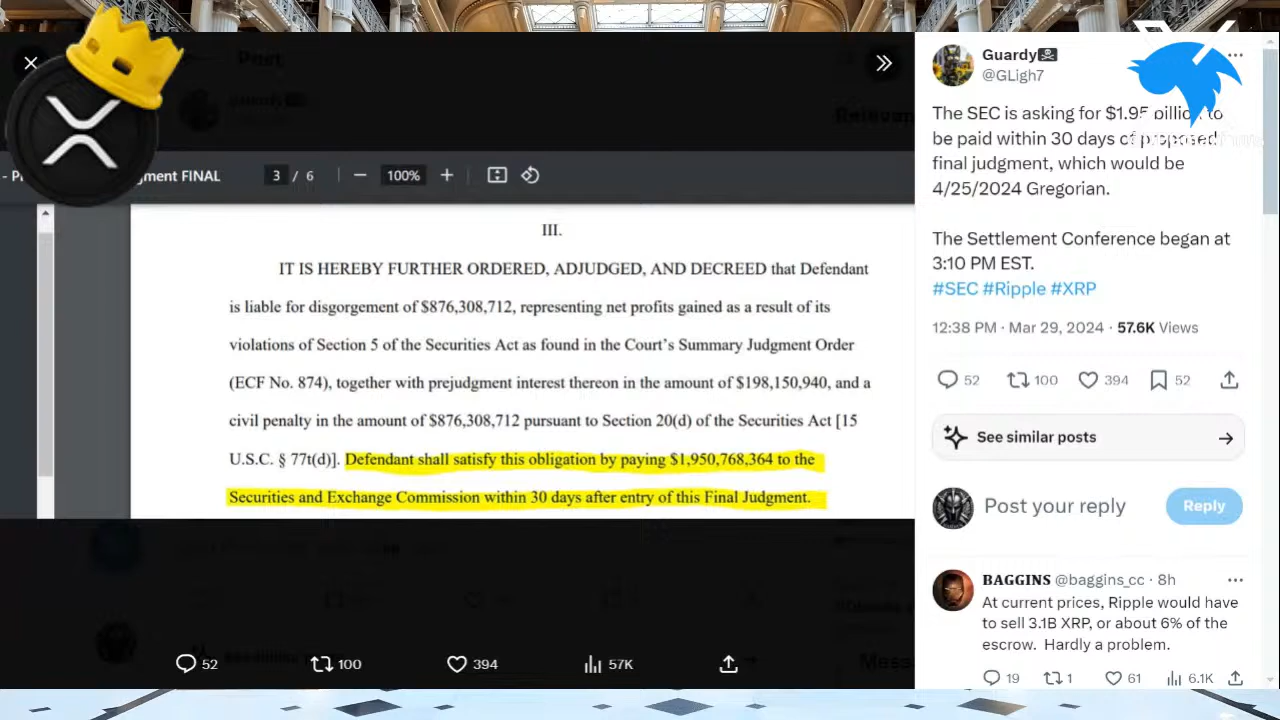 - P
gment FINAL
3 / 6
100%
III.
IT IS HEREBY FURTHER ORDERED, ADJUDGED, AND DECREED that Defendant
is liable for disgorgement of $876,308,712, representing net profits gained as a result of its
violations of Section 5 of the Securities Act as found in the Court's Summary Judgment Order
(ECF No. 874), together with prejudgment interest thereon in the amount of $198,150,940, and a
civil penalty in the amount of $876,308,712 pursuant to Section 20(d) of the Securities Act [15
U.S.C. § 77t(d)]. Defendant shall satisfy this obligation by paying $1,950,768,364 to the
Securities and Exchange Commission within 30 days after entry of this Final Judgment.
52
100
394
57K
Guardy
@GLigh7
The SEC is asking for $1.95 billion to
be paid within 30 days of
final judgment, which would be
4/25/2024 Gregorian.
The Settlement Conference began at
3:10 PM EST.
#SEC #Ripple #XRP
12:38 PM · Mar 29, 2024 · 57.6K Views
52
100
394
52
See similar posts
Post your reply
Reply
BAGGINS @baggins_cc · 8h
At current prices, Ripple would have
to sell 3.1B XRP, or about 6% of the
escrow. Hardly a problem.
19
1
61
6.1K